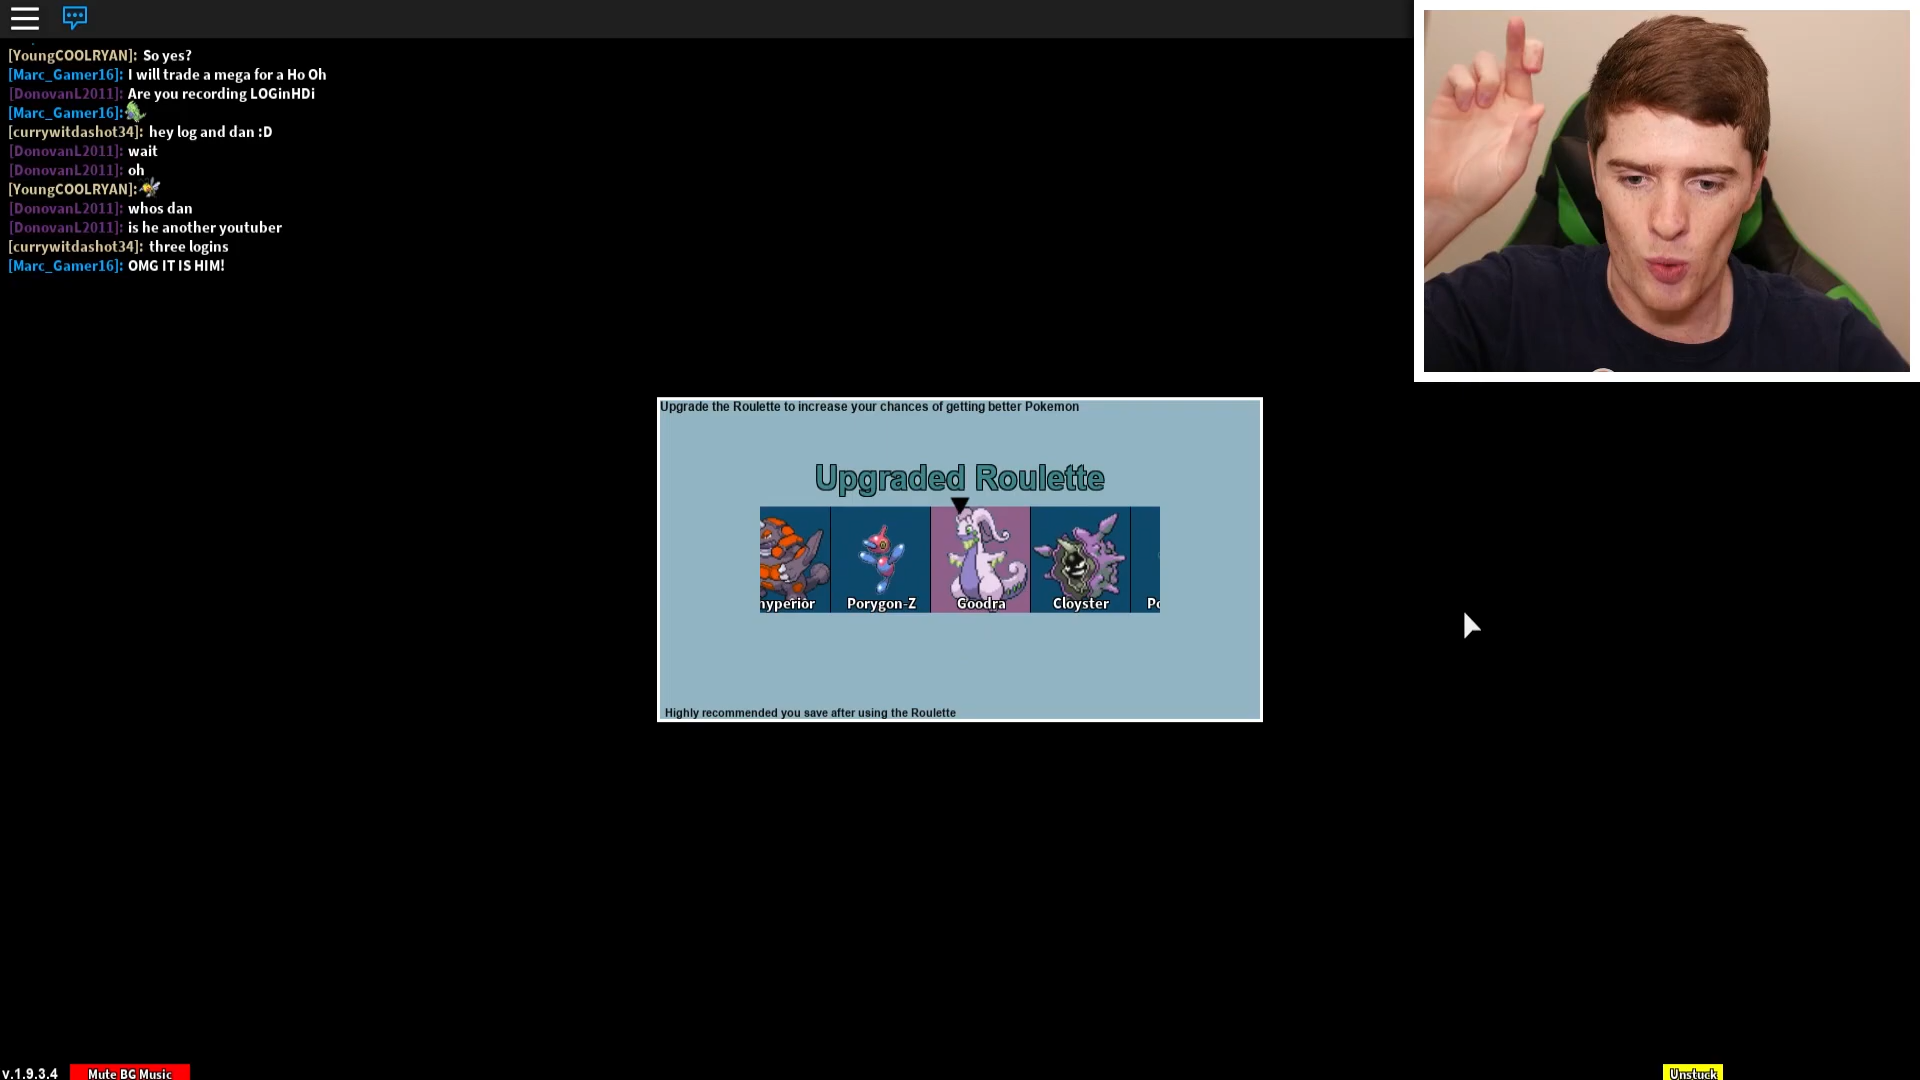 [YoungCOOLRYAN]: So yes?
[Marc_Gamer16]: I will trade a mega for a Ho Oh
[DonovanL2011]: Are you recording LOGinHDi
[Marc_Gamer16]:
[currywitdashot34]: hey log and dan :D
[DonovanL2011]: wait
[DonovanL2011]: oh
[YoungCOOLRYAN]:
[DonovanL2011]: whos dan
[DonovanL2011]: is he another youtuber
[currywitdashot34]: three logins
[Marc_Gamer16]: OMG IT IS HIM!
Upgrade the Roulette to increase your chances of getting better Pokemon
Upgraded Roulette
hyperior Porygon-Z Goodra Cloyster Po
Highly recommended you save after using the Roulette
v.1.9.3.4 Mute BG Music Unstuck